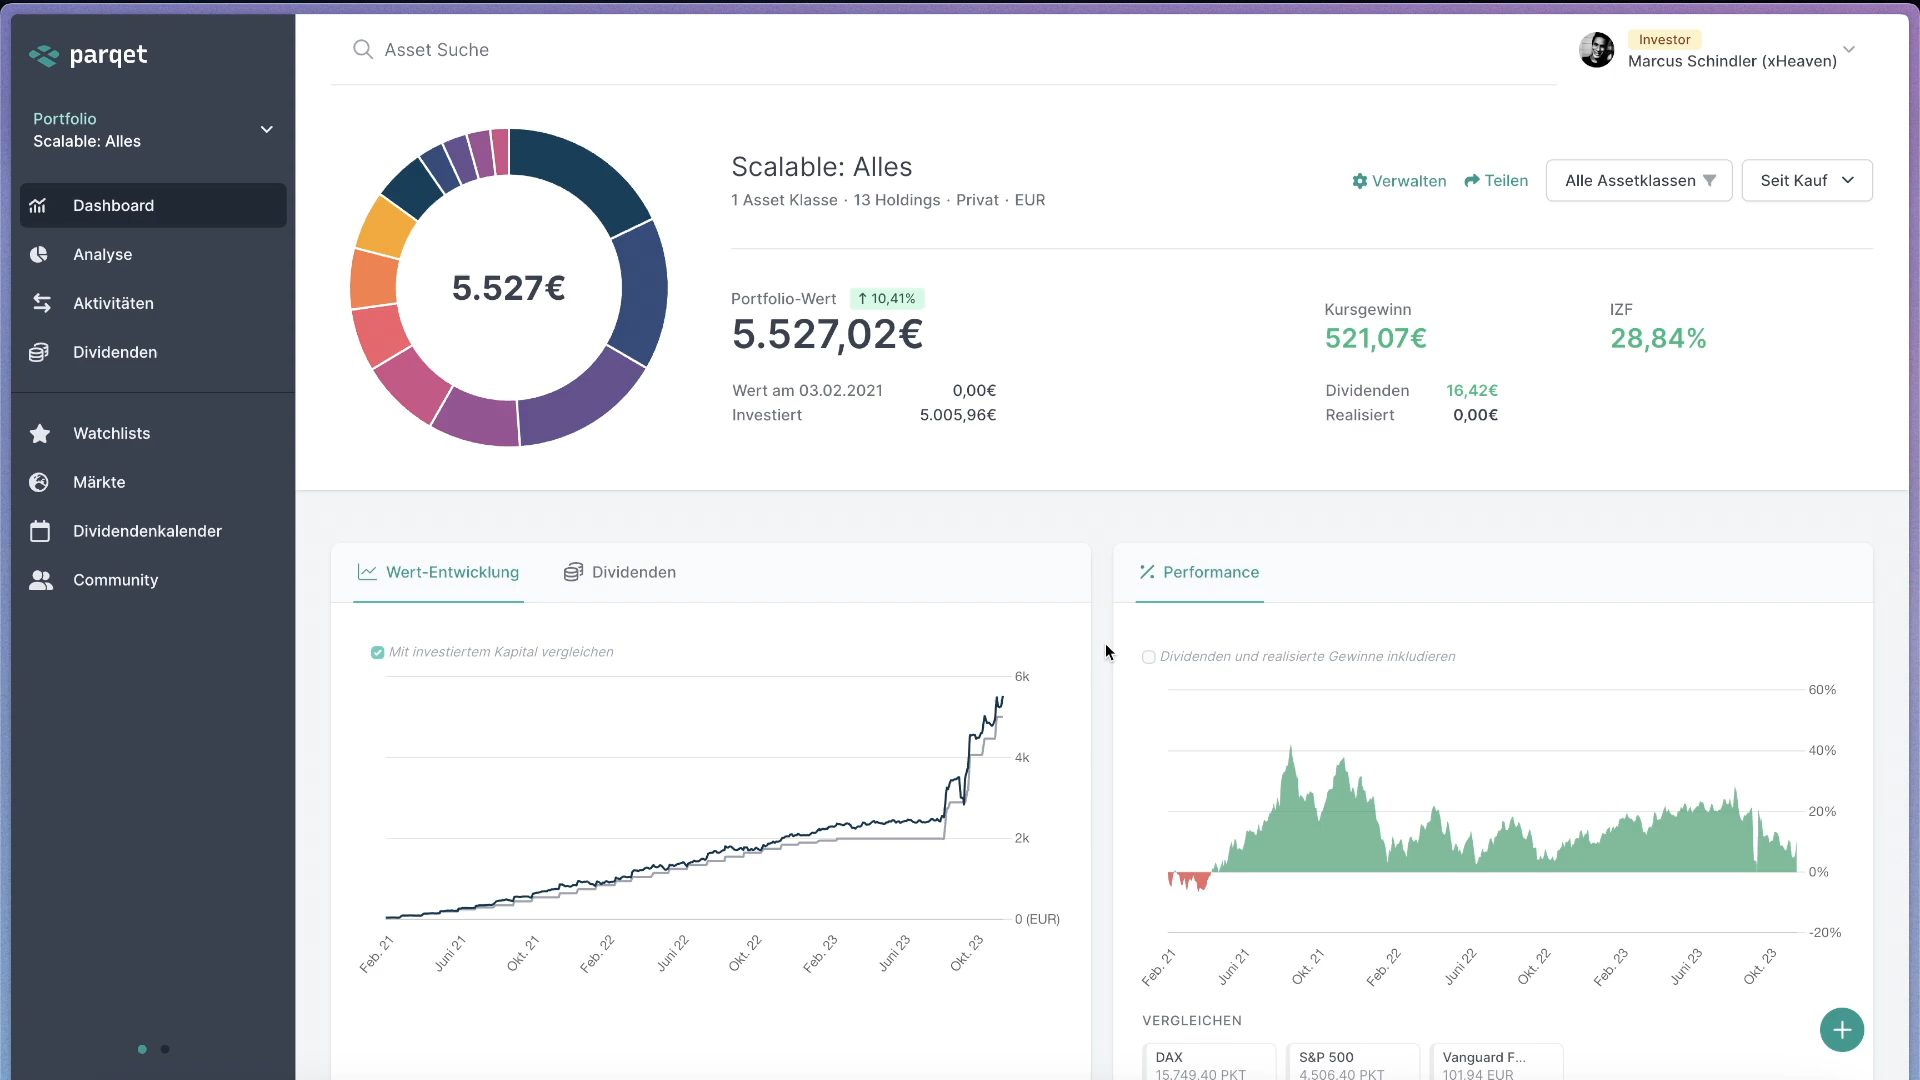 parqet
Portfolio
Scalable: Alles
Dashboard
Analyse
Aktivitäten
Dividenden
Watchlists
Märkte
Dividendenkalender
Community
Asset Suche
Investor
Marcus Schindler (xHeaven)
5.527€
Scalable: Alles
1 Asset Klasse · 13 Holdings · Privat · EUR
Verwalten
Teilen
Alle Assetklassen
Seit Kauf
Portfolio-Wert ↑ 10,41%
5.527,02€
Wert am 03.02.2021 0,00€
Investiert 5.005,96€
Kursgewinn
521,07€
Dividenden 16,42€
Realisiert 0,00€
IZF
28,84%
Wert-Entwicklung
Dividenden
Mit investiertem Kapital vergleichen
6k
4k
2k
0 (EUR)
Feb. 21
Juni 21
Okt. 21
Feb. 22
Juni 22
Okt. 22
Feb. 23
Juni 23
Okt. 23
Performance
Dividenden und realisierte Gewinne inkludieren
60%
40%
20%
0%
-20%
Feb. 21
Juni 21
Okt. 21
Feb. 22
Juni 22
Okt. 22
Feb. 23
Juni 23
Okt. 23
VERGLEICHEN
DAX
15.749,40 PKT
S&P 500
4.506,40 PKT
Vanguard F...
101,94 EUR